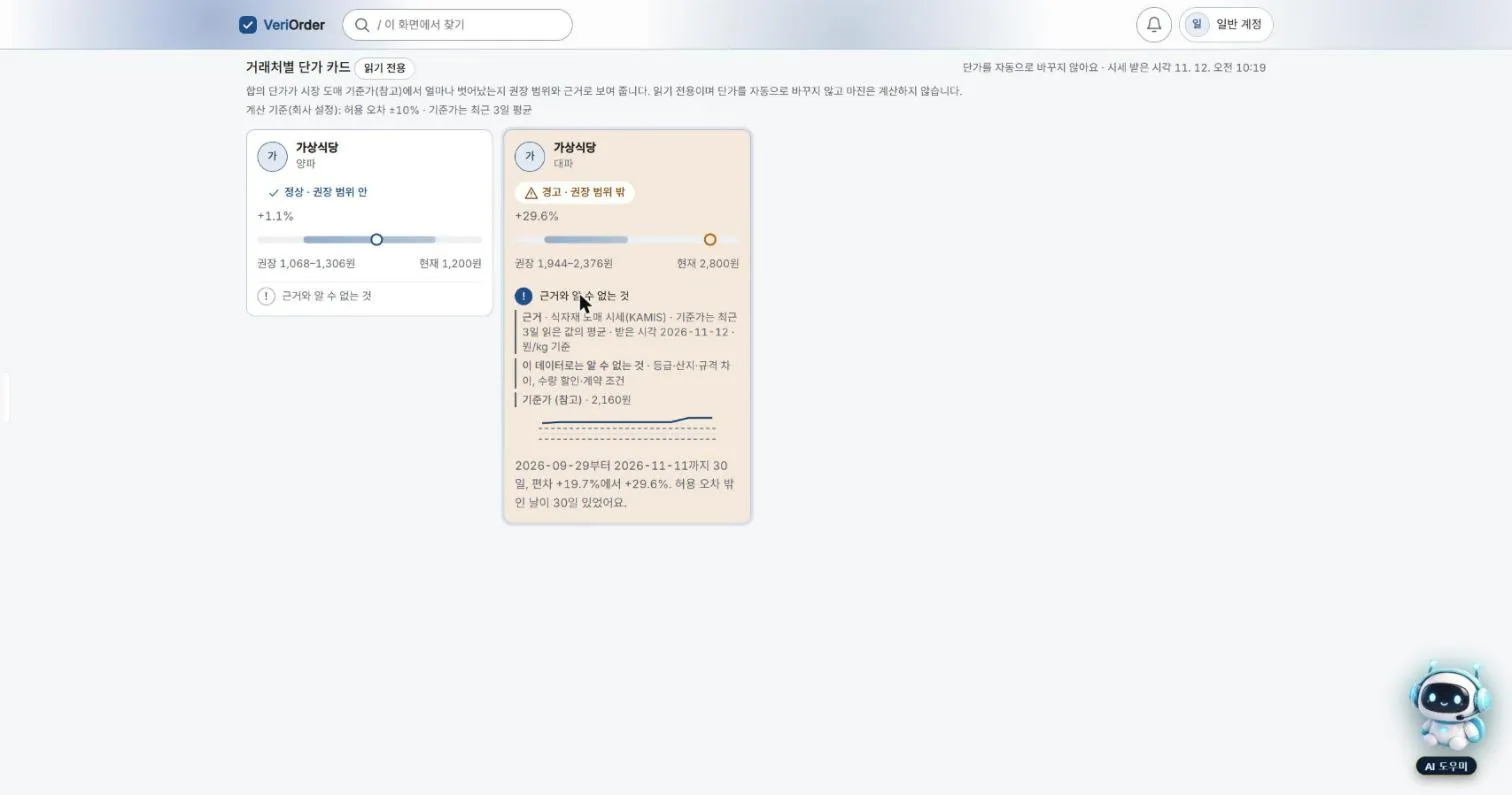 VeriOrder
/ 이 화면에서 찾기
일 일반 계정
거래처별 단가 카드 읽기 전용
단가를 자동으로 바꾸지 않아요 · 시세 받은 시각 11. 12. 오전 10:19
합의 단가가 시장 도매 기준가(참고)에서 얼마나 벗어났는지 권장 범위와 근거로 보여 줍니다. 읽기 전용이며 단가를 자동으로 바꾸지 않고 마진은 계산하지 않습니다.
계산 기준(회사 설정): 허용 오차 ±10% · 기준가는 최근 3일 평균
가
가상식당
양파
정상 · 권장 범위 안
+1.1%
권장 1,068–1,306원
현재 1,200원
! 근거와 알 수 없는 것
가
가상식당
대파
경고 · 권장 범위 밖
+29.6%
권장 1,944–2,376원
현재 2,800원
! 근거와 알 수 없는 것
근거 · 식자재 도매 시세(KAMIS) · 기준가는 최근
3일 읽은 값의 평균 · 받은 시각 2026-11-12 ·
원/kg 기준
이 데이터로는 알 수 없는 것 · 등급·산지·규격 차
이, 수량 할인·계약 조건
기준가 (참고) · 2,160원
2026-09-29부터 2026-11-11까지 30
일, 편차 +19.7%에서 +29.6%. 허용 오차 밖
인 날이 30일 있었어요.
AI 도우미